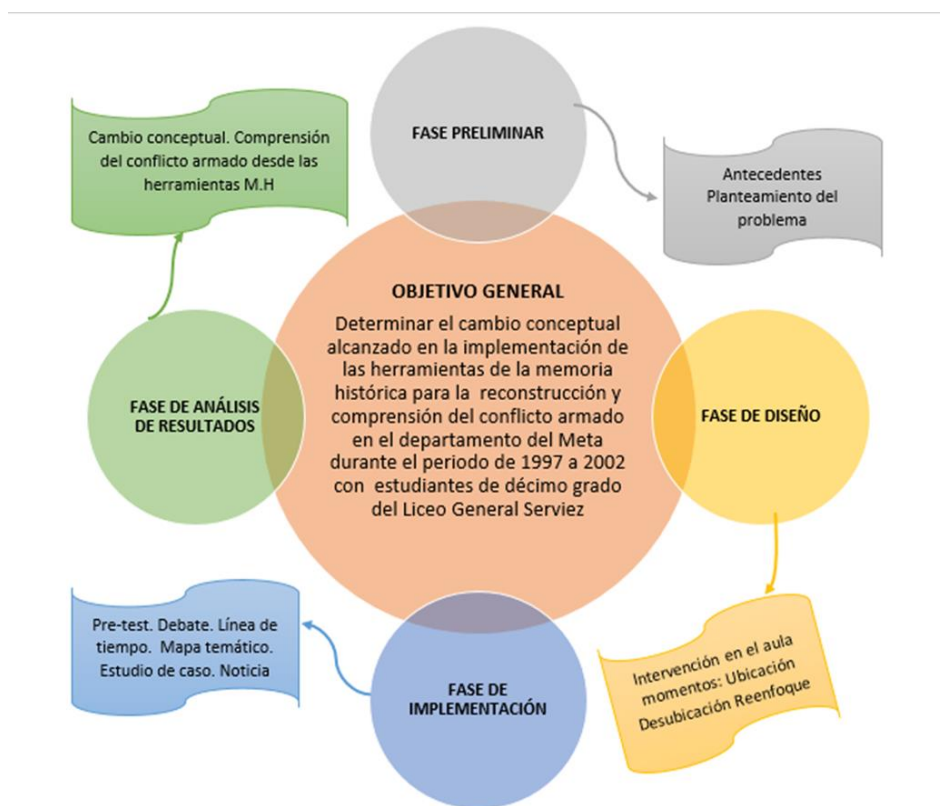 FASE PRELIMINAR
Cambio conceptual. Comprensión
del conflicto armado desde las
herramientas M.H
Antecedentes
Planteamiento del
problema
OBJETIVO GENERAL
Determinar el cambio conceptual
alcanzado en la implementación de
las herramientas de la memoria
histórica para la reconstrucción y
comprensión del conflicto armado
en el departamento del Meta
durante el periodo de 1997 a 2002
con estudiantes de décimo grado
del Liceo General Serviez
FASE DE ANÁLISIS
DE RESULTADOS
FASE DE DISEÑO
Pre-test. Debate. Línea de
tiempo. Mapa temático.
Estudio de caso. Noticia
Intervención en el aula
momentos: Ubicación
Desubicación Reenfoque
FASE DE
IMPLEMENTACIÓN